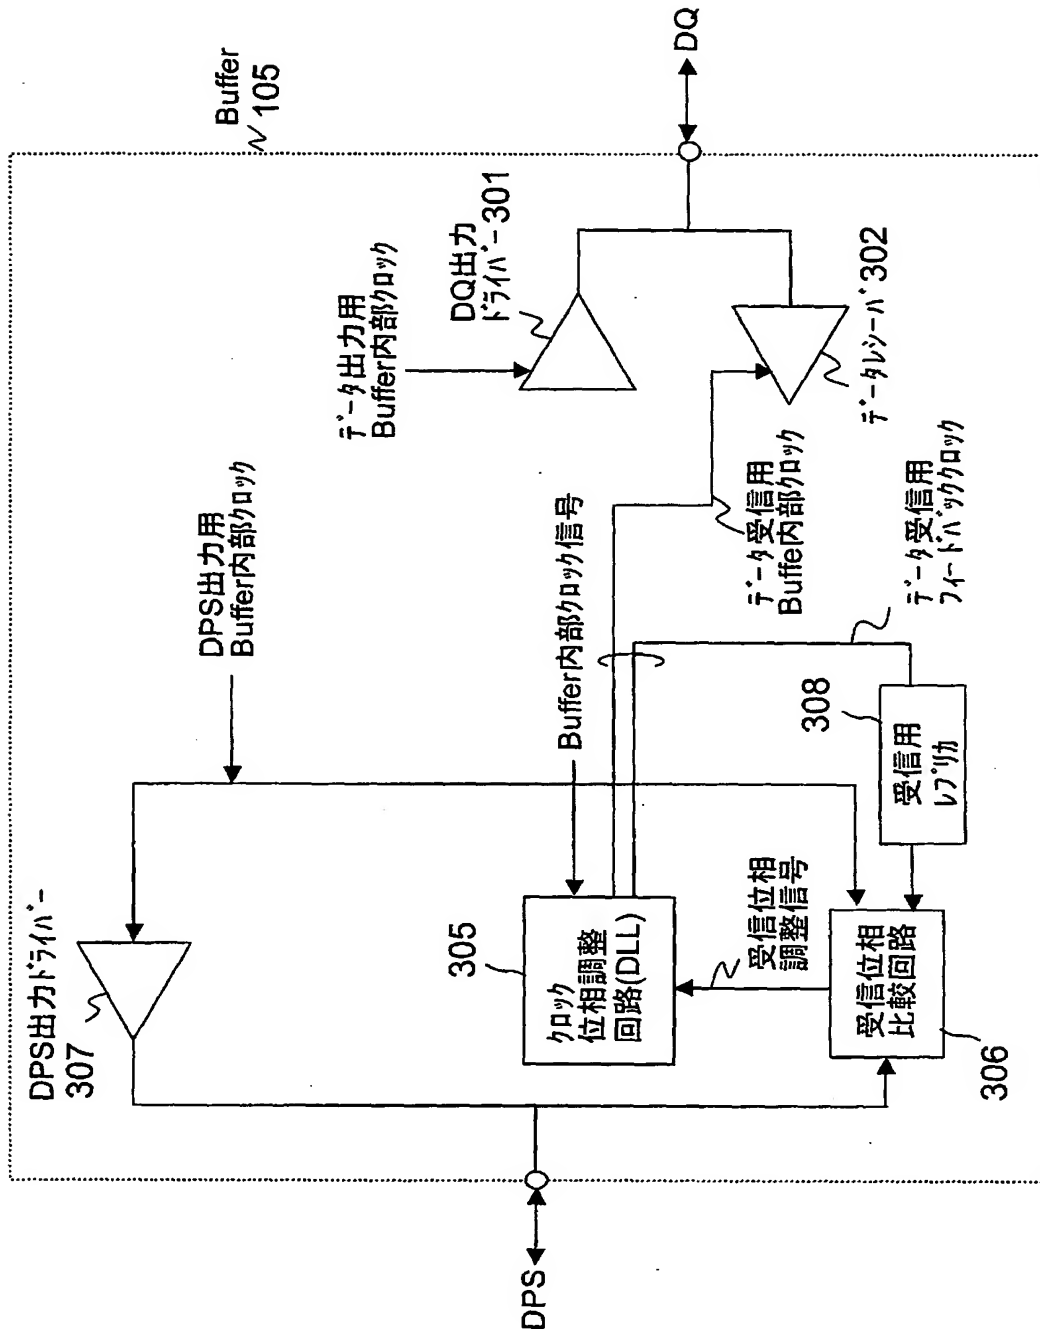 Buffer
105
DPS出力ドライバー
307
DPS出力用
Buffer内部クロック
データ出力用
Buffer内部クロック
DQ出力
ドライバー301
DQ
データレシーバ302
Buffer内部クロック信号
305
クロック
位相調整
回路(DLL)
データ受信用
Buffe内部クロック
データ受信用
フィードバッククロック
受信位相
調整信号
308
受信用
レプリカ
受信位相
比較回路
306
DPS